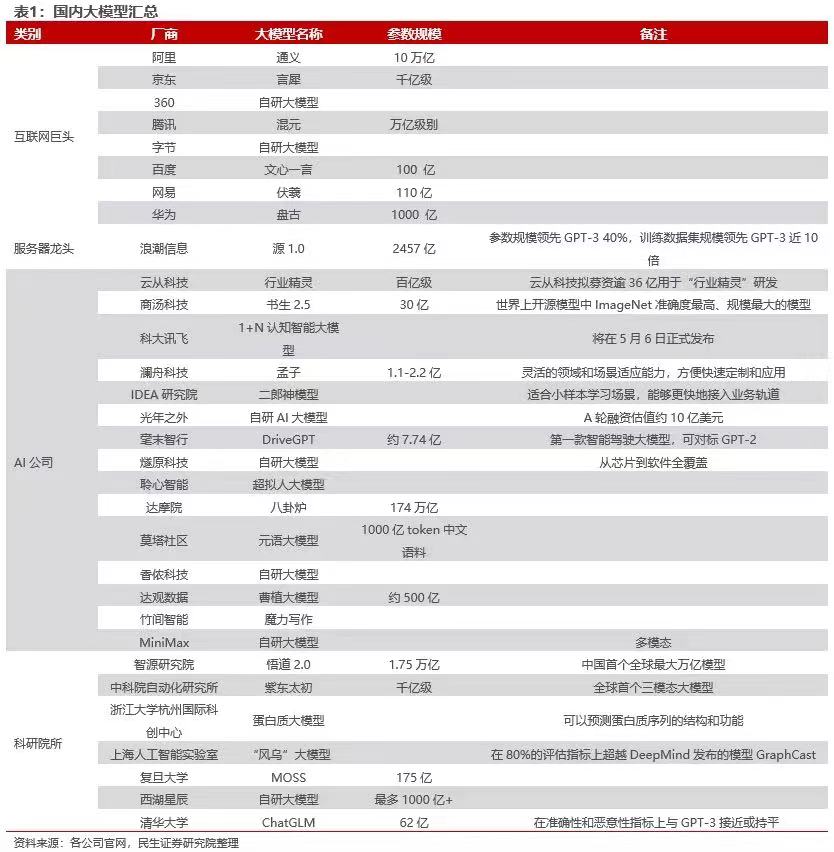 表1：国内大模型汇总
类别 厂商 大模型名称 参数规模 备注
阿里 通义 10 万亿
京东 言犀 千亿级
360 自研大模型
腾讯 混元 万亿级别
互联网巨头
字节 自研大模型
百度 文心一言 100 亿
网易 伏羲 110 亿
华为 盘古 1000 亿
服务器龙头 浪潮信息 源 1.0 2457 亿 参数规模领先 GPT-3 40%，训练数据集规模领先 GPT-3 近 10
倍
云从科技 行业精灵 百亿级 云从科技拟募资逾 36 亿用于“行业精灵”研发
商汤科技 书生 2.5 30 亿 世界上开源模型中 ImageNet 准确度最高、规模最大的模型
科大讯飞 1+N 认知智能大模
型 将在 5 月 6 日正式发布
澜舟科技 孟子 1.1-2.2 亿 灵活的领域和场景适应能力，方便快速定制和应用
IDEA 研究院 二郎神模型 适合小样本学习场景，能够更快地接入业务轨道
光年之外 自研 AI 大模型 A 轮融资估值约 10 亿美元
毫末智行 DriveGPT 约 7.74 亿 第一款智能驾驶大模型，可对标 GPT-2
AI 公司 燧原科技 自研大模型 从芯片到软件全覆盖
聆心智能 超拟人大模型
达摩院 八卦炉 174 万亿
莫塔社区 元语大模型 1000 亿 token 中文
语料
香侬科技 自研大模型
达观数据 曹植大模型 约 500 亿
竹间智能 魔力写作
MiniMax 自研大模型 多模态
智源研究院 悟道 2.0 1.75 万亿 中国首个全球最大万亿模型
中科院自动化研究所 紫东太初 千亿级 全球首个三模态大模型
浙江大学杭州国际科
创中心 蛋白质大模型 可以预测蛋白质序列的结构和功能
科研院所
上海人工智能实验室 “风乌”大模型 在 80%的评估指标上超越 DeepMind 发布的模型 GraphCast
复旦大学 MOSS 175 亿
西湖星辰 自研大模型 最多 1000 亿+
清华大学 ChatGLM 62 亿 在准确性和恶意性指标上与 GPT-3 接近或持平
资料来源：各公司官网，民生证券研究院整理